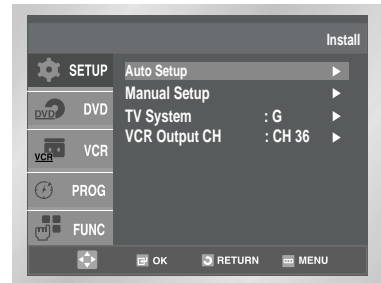 Install
SETUP
DVD DVD
VCR VCR
PROG
FUNC
Auto Setup
Manual Setup
TV System : G
VCR Output CH : CH 36
OK RETURN MENU